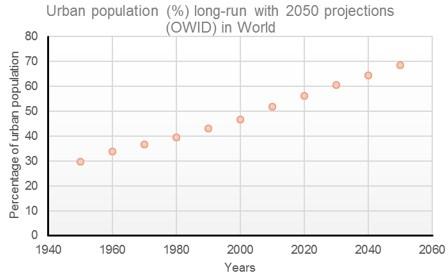 Urban population (%) long-run with 2050 projections
(OWID) in World
Percentage of urban population
80
70
60
50
40
30
20
10
0
1940 1960 1980 2000 2020 2040 2060
Years